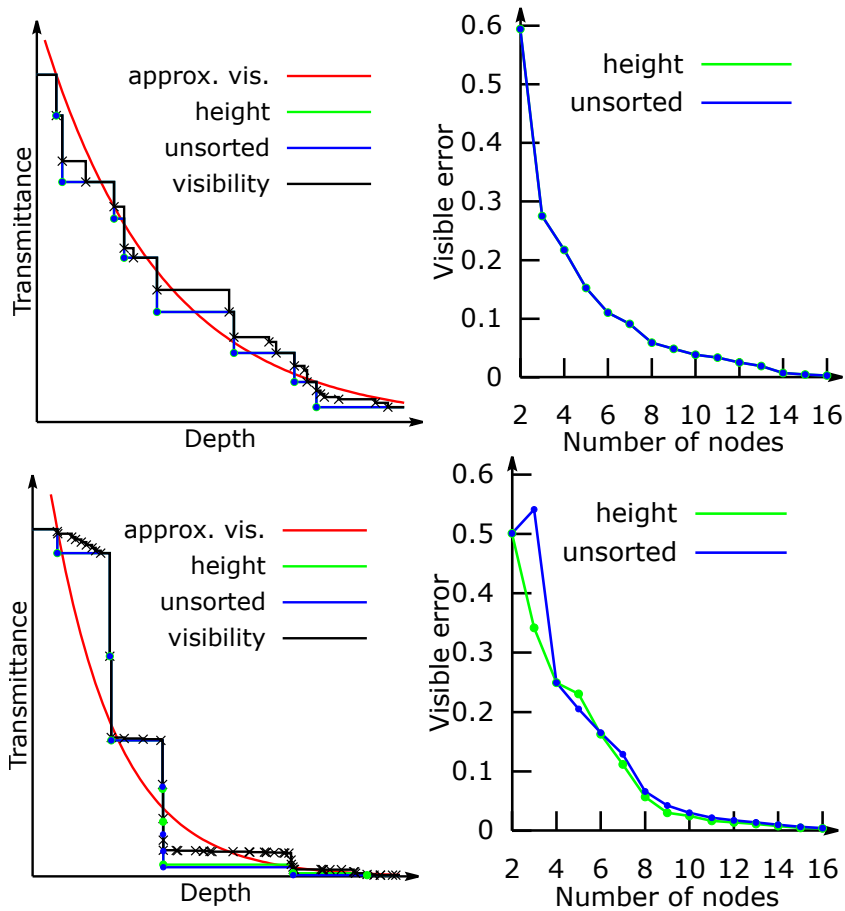 Transmittance
approx. vis.
height
unsorted
visibility
Depth
Visible error
0.6
0.5
0.4
0.3
0.2
0.1
0
height
unsorted
2 4 6 8 10 12 14 16
Number of nodes
Transmittance
approx. vis.
height
unsorted
visibility
Depth
Visible error
0.6
0.5
0.4
0.3
0.2
0.1
0
height
unsorted
2 4 6 8 10 12 14 16
Number of nodes